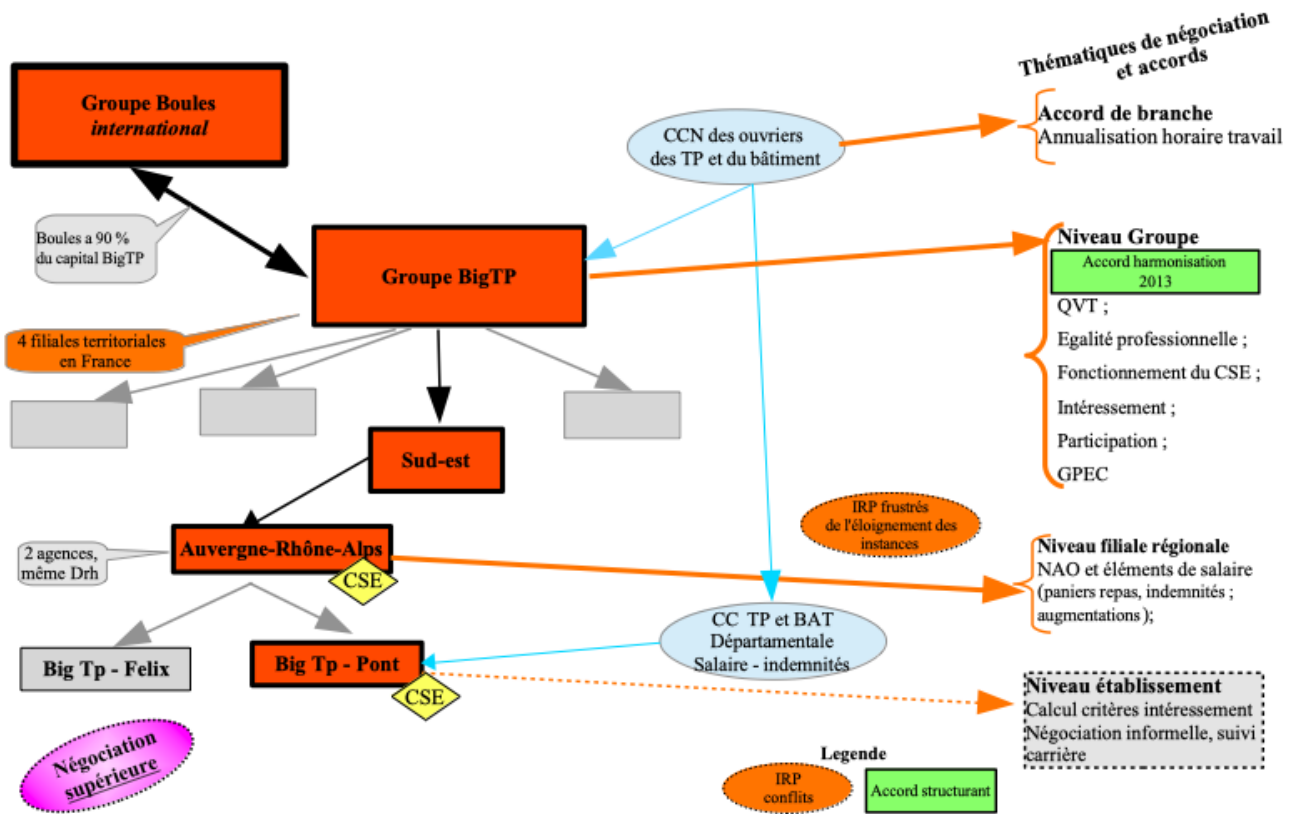 Thématiques de négociation
et accords
Groupe Boules
international
CCN des ouvriers
des TP et du bâtiment
Accord de branche
Annualisation horaire travail
Boules a 90 %
du capital BigTP
Groupe BigTP
Niveau Groupe
Accord harmonisation
2013
QVT ;
Egalité professionnelle ;
Fonctionnement du CSE ;
Intéressement ;
Participation ;
GPEC
4 filiales territoriales
en France
Sud-est
IRP frustrés
de l'éloignement des
instances
2 agences,
même Drh
Auvergne-Rhône-Alps
CSE
Niveau filiale régionale
NAO et éléments de salaire
(paniers repas, indemnités ;
augmentations);
CC TP et BAT
Départementale
Salaire - indemnités
Big Tp - Felix
Big Tp - Pont
CSE
Niveau établissement
Calcul critères intéressement
Négociation informelle, suivi
carrière
Négociation
supérieure
Legende
IRP
conflits
Accord structurant